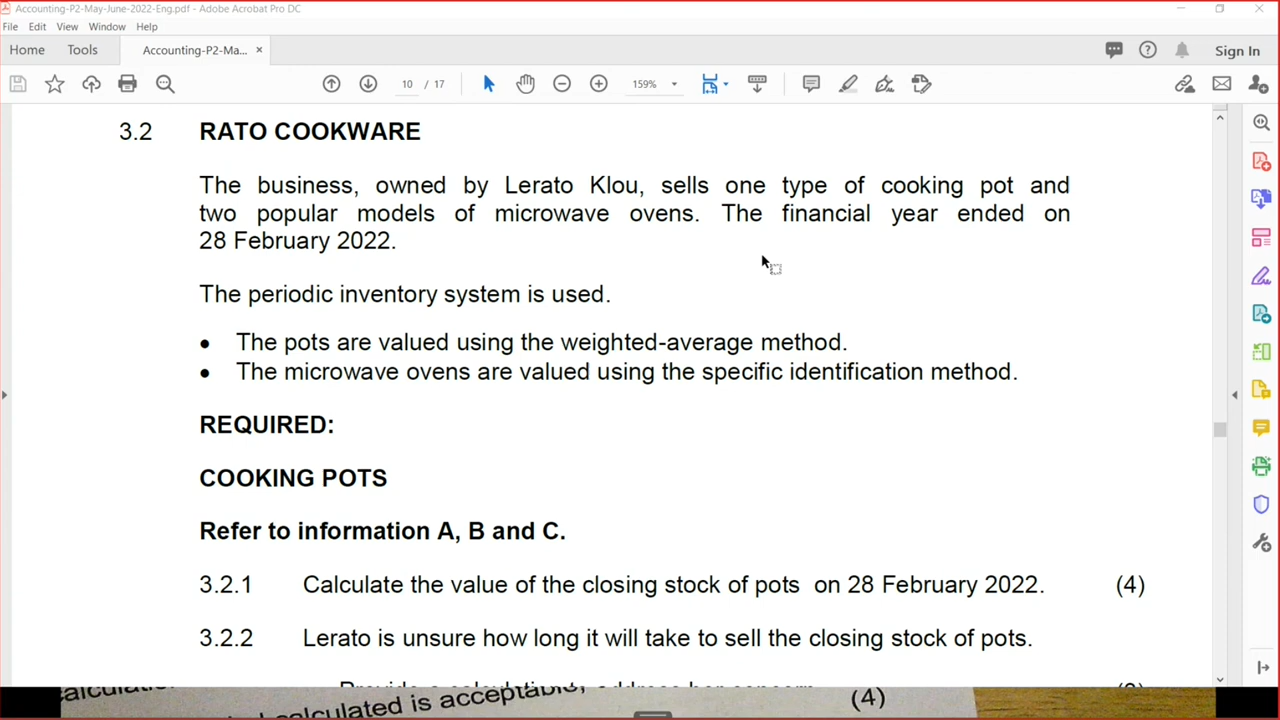 Accounting-P2-May-June-2022-Eng.pdf - Adobe Acrobat Pro DC
File Edit View Window Help
Home Tools Accounting-P2-Ma... × Sign In
10 / 17 159%
3.2 RATO COOKWARE
The business, owned by Lerato Klou, sells one type of cooking pot and
two popular models of microwave ovens. The financial year ended on
28 February 2022.
The periodic inventory system is used.
• The pots are valued using the weighted-average method.
• The microwave ovens are valued using the specific identification method.
REQUIRED:
COOKING POTS
Refer to information A, B and C.
3.2.1 Calculate the value of the closing stock of pots on 28 February 2022. (4)
3.2.2 Lerato is unsure how long it will take to sell the closing stock of pots.
calculated is acceptable, (4)